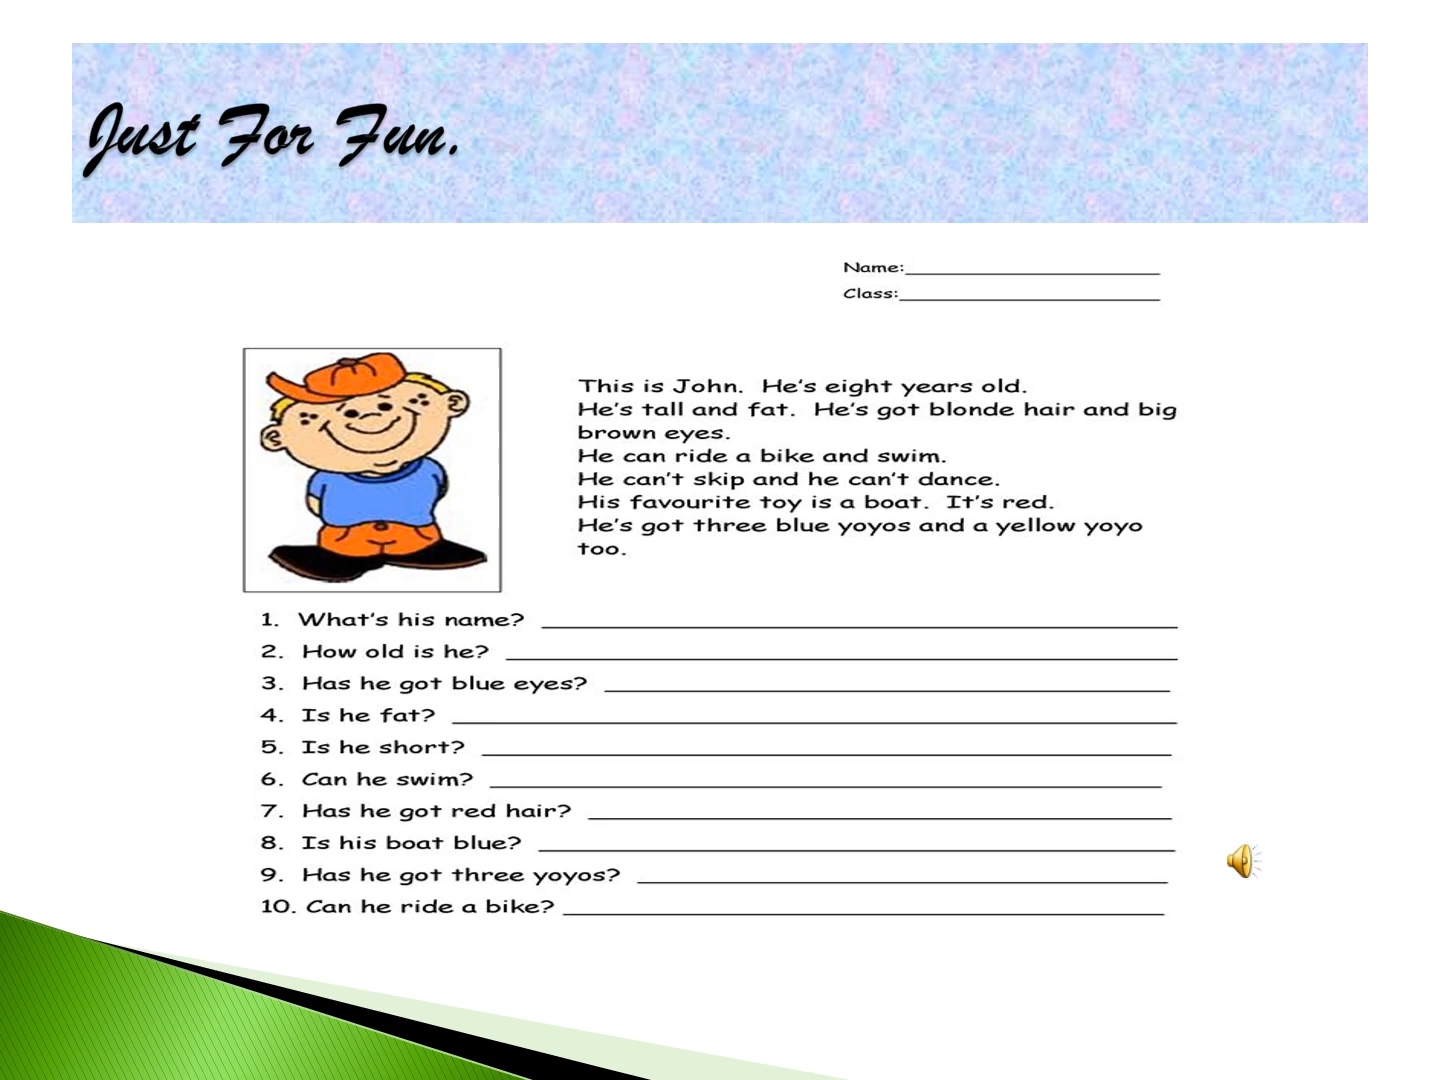 Just For Fun.
Name:
Class:
This is John. He's eight years old.
He's tall and fat. He's got blonde hair and big
brown eyes.
He can ride a bike and swim.
He can't skip and he can't dance.
His favourite toy is a boat. It's red.
He's got three blue yoyos and a yellow yoyo
too.
1. What's his name?
2. How old is he?
3. Has he got blue eyes?
4. Is he fat?
5. Is he short?
6. Can he swim?
7. Has he got red hair?
8. Is his boat blue?
9. Has he got three yoyos?
10. Can he ride a bike?